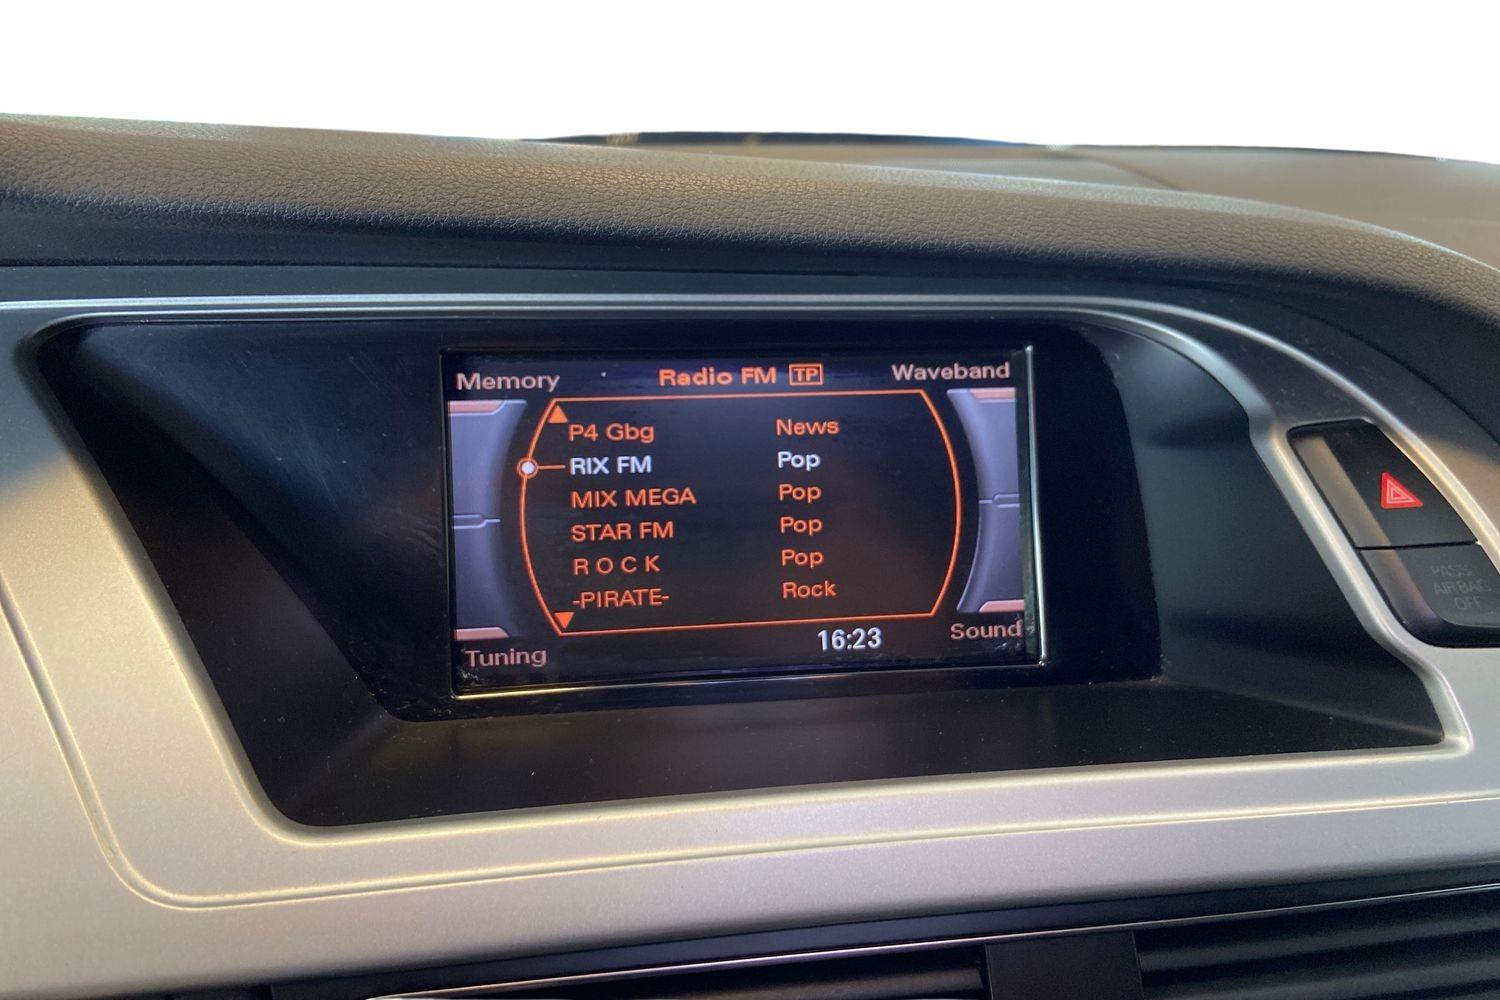 Memory Radio FM TP Waveband
P4 Gbg News
RIX FM Pop
MIX MEGA Pop
STAR FM Pop
R O C K Pop
-PIRATE- Rock
16:23
Tuning Sound
PASS
AIRBAG
OFF